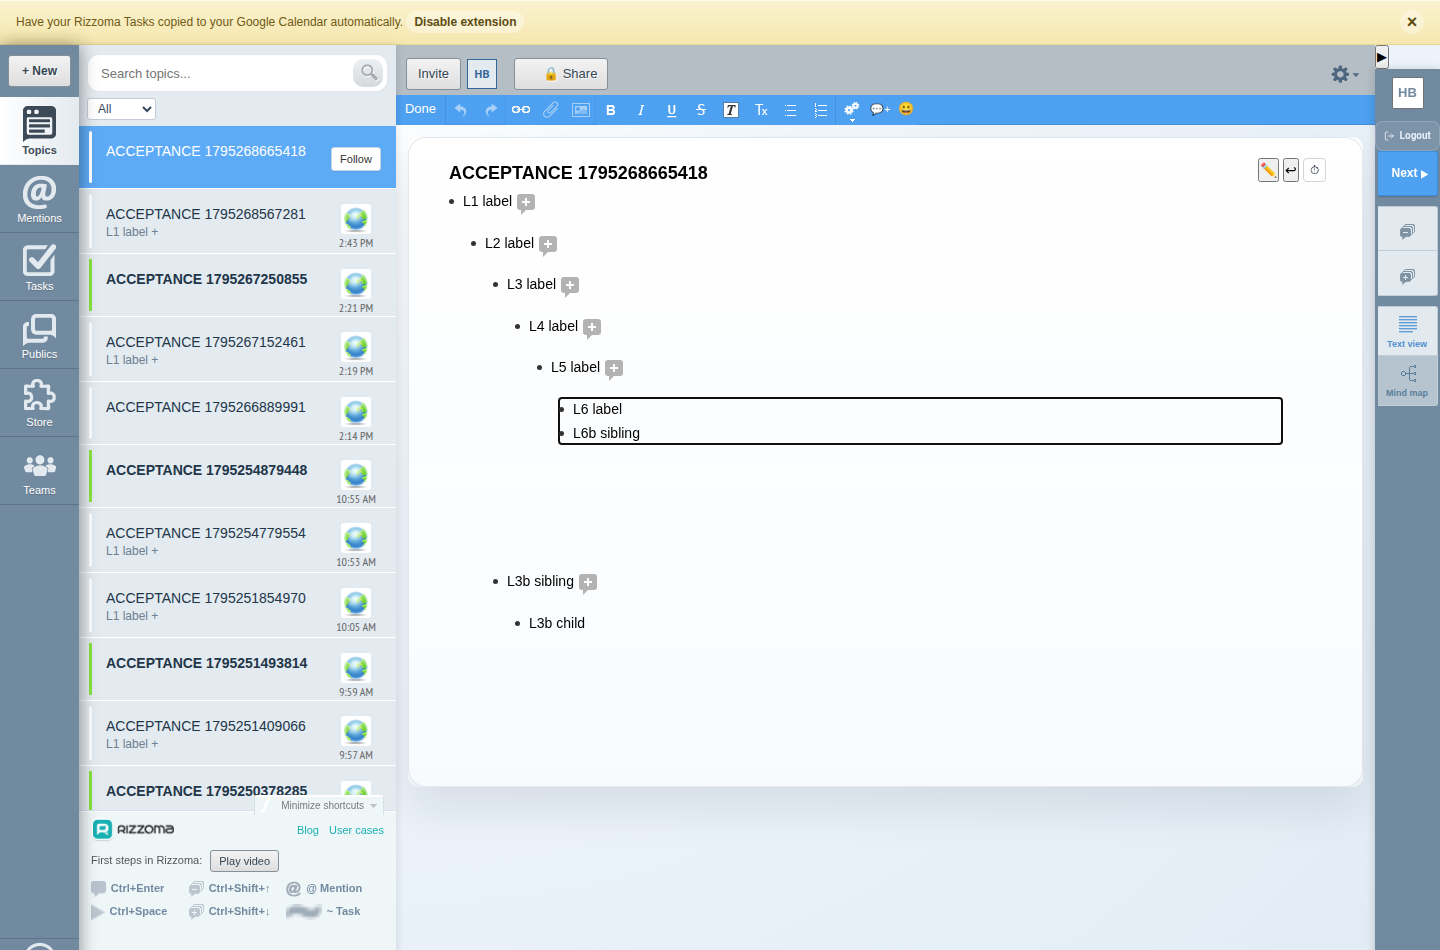 Have your Rizzoma Tasks copied to your Google Calendar automatically. Disable extension ✕
+ New
Topics
Mentions
Tasks
Publics
Store
Teams
Search topics...
All
ACCEPTANCE 1795268665418
Follow
ACCEPTANCE 1795268567281
L1 label +
2:43 PM
ACCEPTANCE 1795267250855
2:21 PM
ACCEPTANCE 1795267152461
L1 label +
2:19 PM
ACCEPTANCE 1795266889991
2:14 PM
ACCEPTANCE 1795254879448
10:55 AM
ACCEPTANCE 1795254779554
L1 label +
10:53 AM
ACCEPTANCE 1795251854970
L1 label +
10:05 AM
ACCEPTANCE 1795251493814
9:59 AM
ACCEPTANCE 1795251409066
L1 label +
9:57 AM
ACCEPTANCE 1795250378285
Minimize shortcuts
RIZZOMA
Blog User cases
First steps in Rizzoma: Play video
Ctrl+Enter Ctrl+Shift+↑ @ Mention
Ctrl+Space Ctrl+Shift+↓ ~ Task
Invite HB 🔒 Share
Done B I U S T Tx
ACCEPTANCE 1795268665418
L1 label
L2 label
L3 label
L4 label
L5 label
L6 label
L6b sibling
L3b sibling
L3b child
HB
Logout
Next ▶
Text view
Mind map